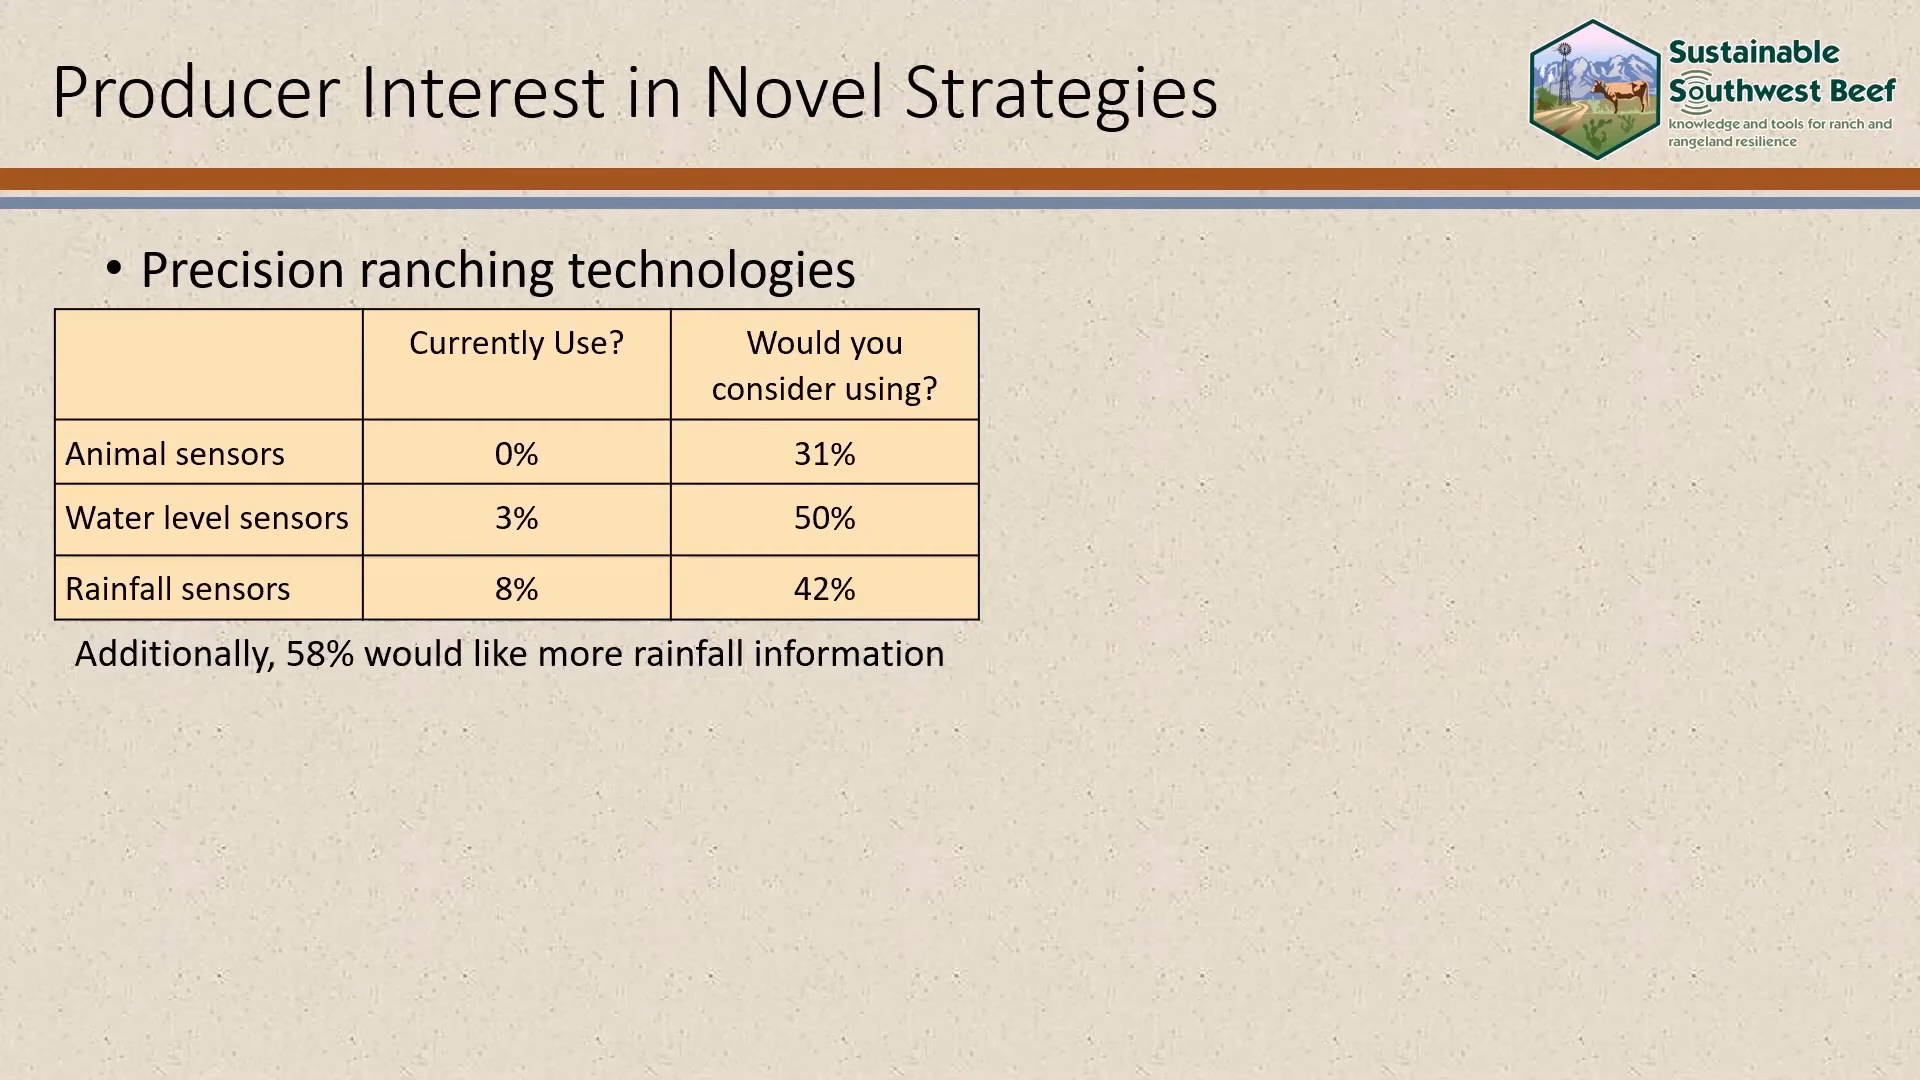 Producer Interest in Novel Strategies
Sustainable
Southwest Beef
knowledge and tools for ranch and
rangeland resilience
• Precision ranching technologies
Currently Use?
Would you
consider using?
Animal sensors 0% 31%
Water level sensors 3% 50%
Rainfall sensors 8% 42%
Additionally, 58% would like more rainfall information